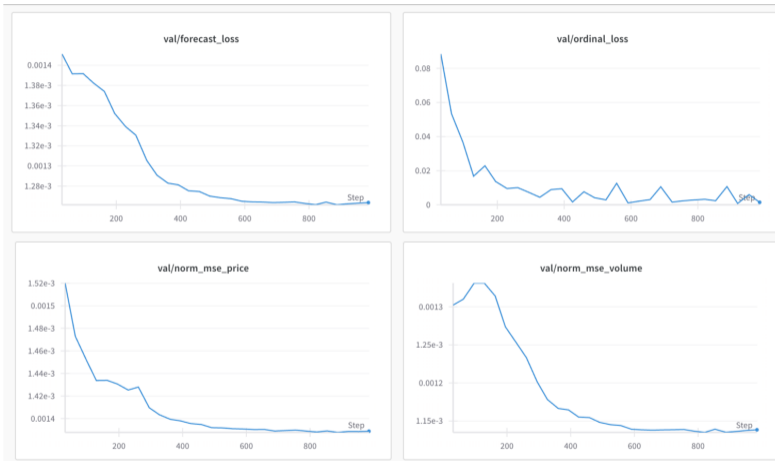 val/forecast_loss
0.0014
1.38e-3
1.36e-3
1.34e-3
1.32e-3
0.0013
1.28e-3
Step
200 400 600 800
val/ordinal_loss
0.08
0.06
0.04
0.02
0
Step
200 400 600 800
val/norm_mse_price
1.52e-3
0.0015
1.48e-3
1.46e-3
1.44e-3
1.42e-3
0.0014
Step
200 400 600 800
val/norm_mse_volume
0.0013
1.25e-3
0.0012
1.15e-3
Step
200 400 600 800